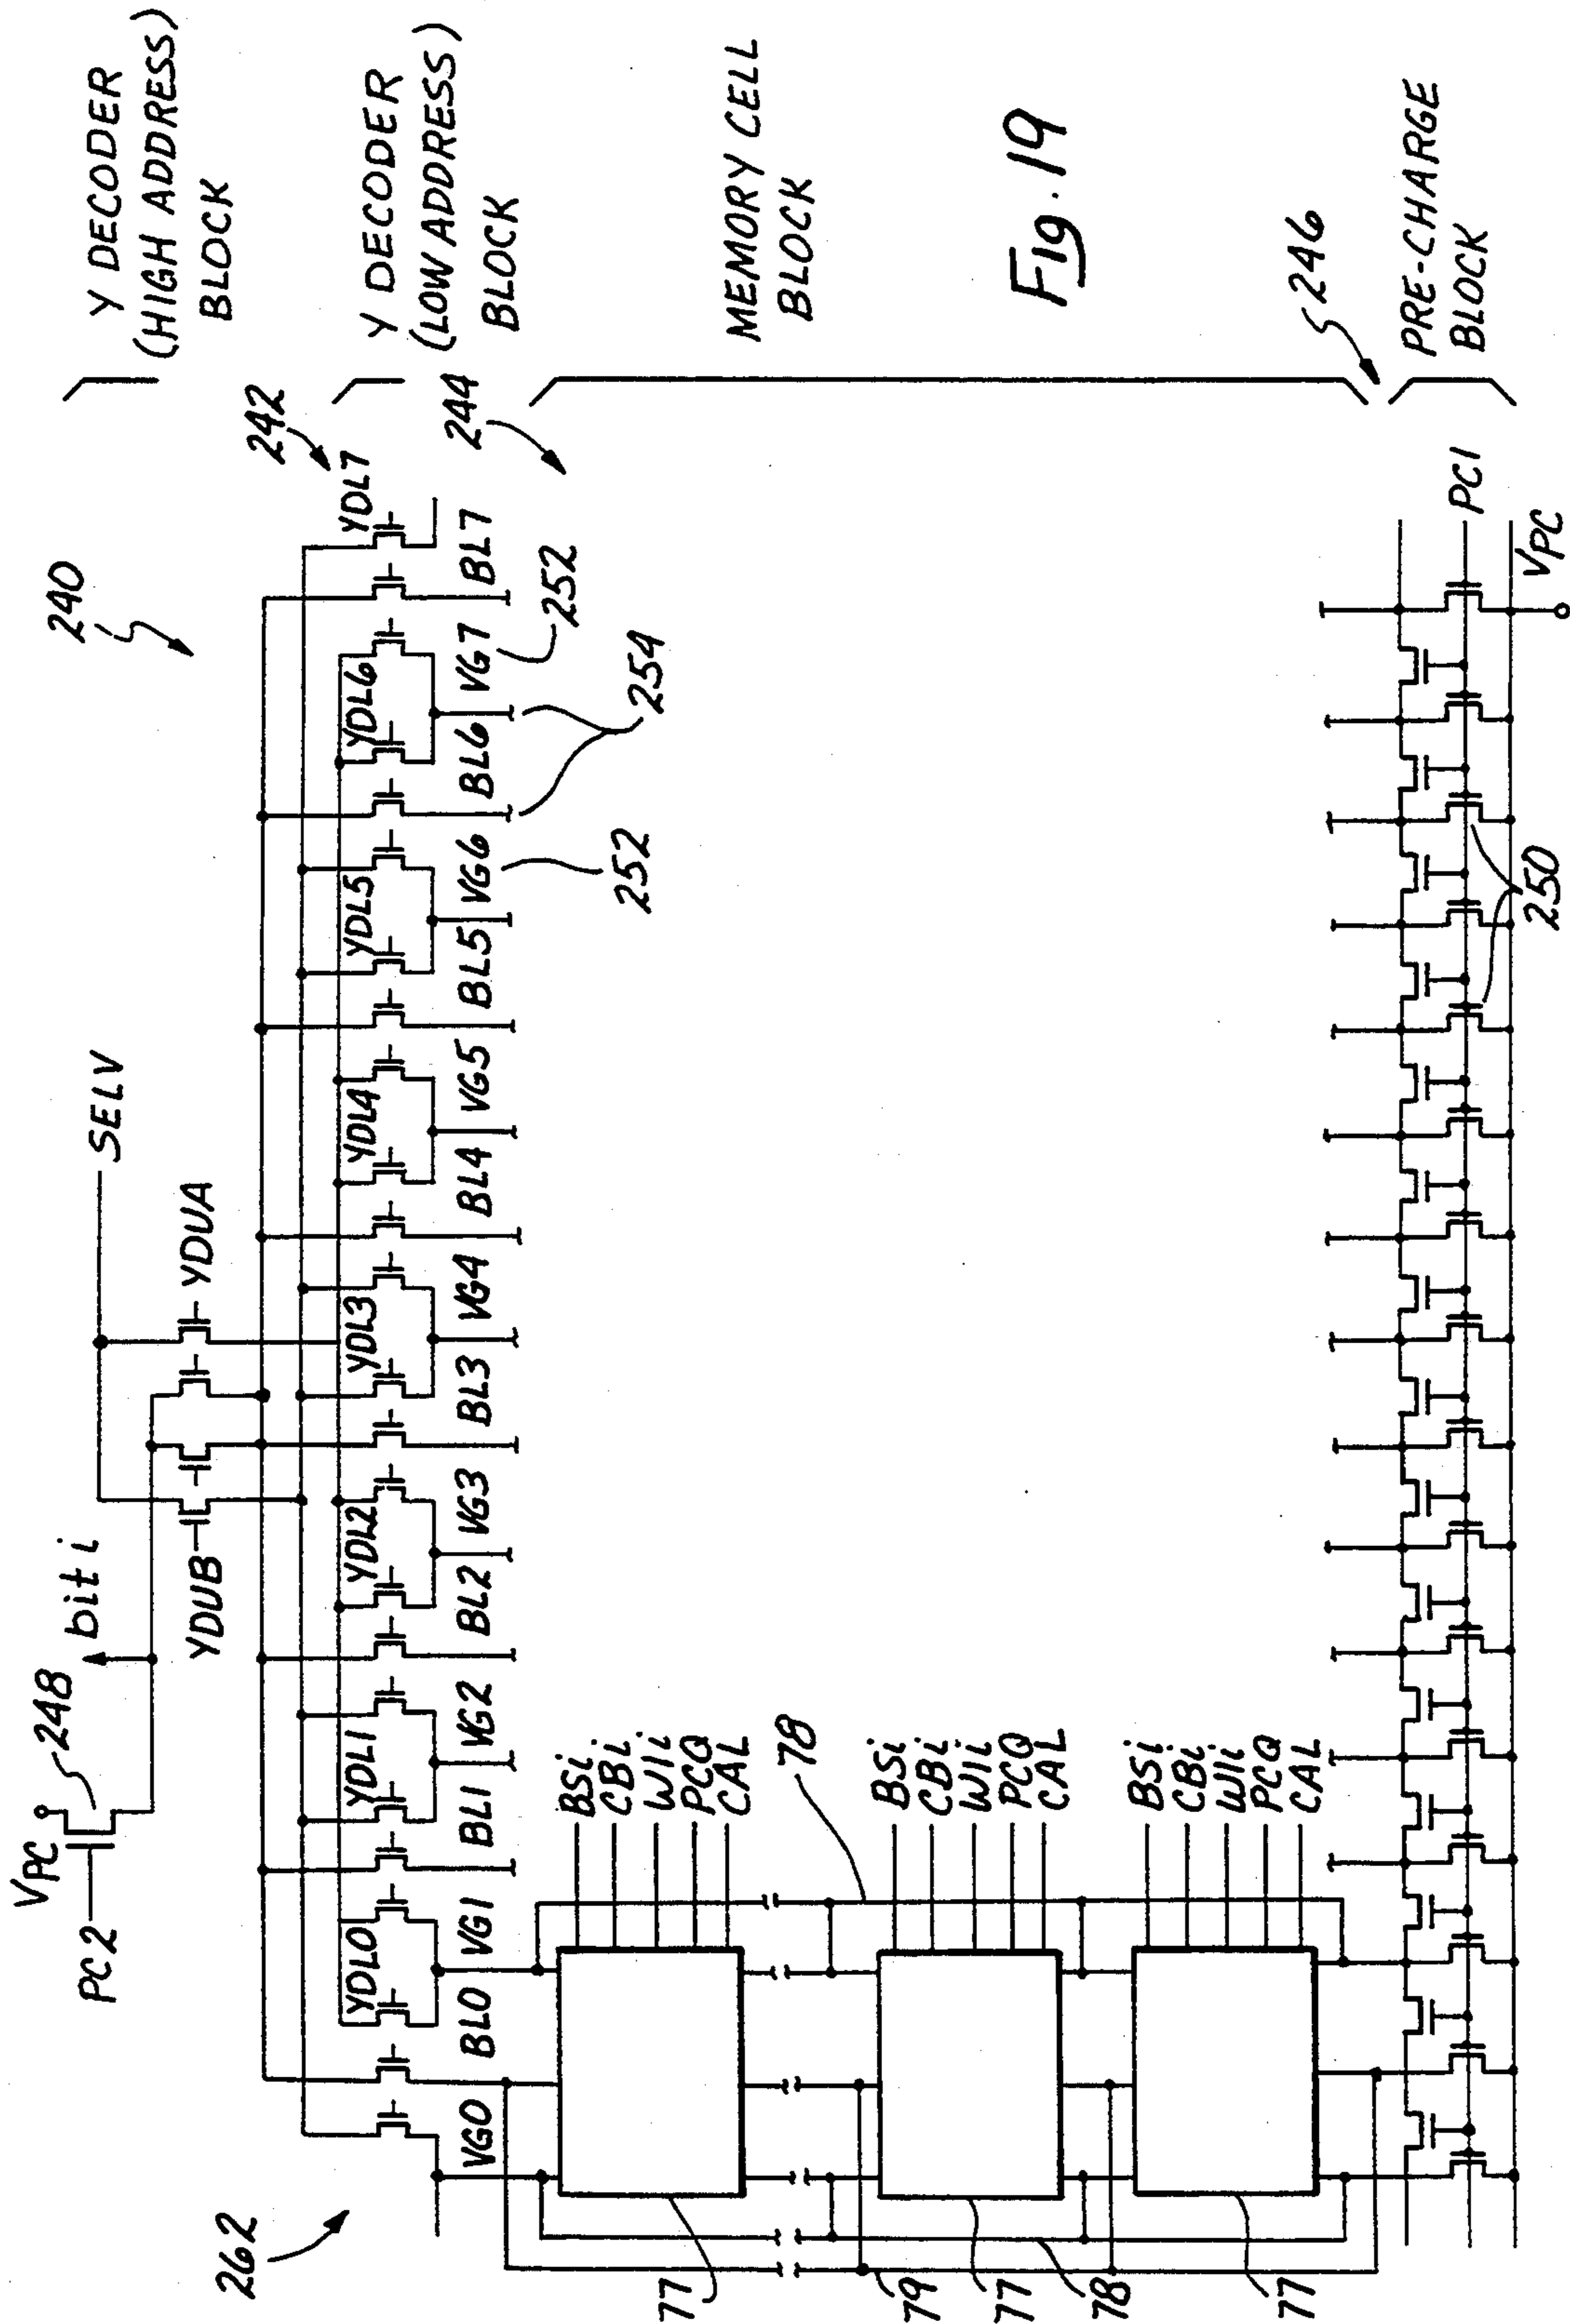 Y DECODER
(HIGH ADDRESS)
BLOCK
Y DECODER
(LOW ADDRESS)
BLOCK
MEMORY CELL
BLOCK
Fig. 19
246
PRE-CHARGE
BLOCK
240
242
244
SELV
YDUA
YDUB
bit i
248
VPC
PC2
262
YDL0
YDL1
YDL2
YDL3
YDL4
YDL5
YDL6
YDL7
VG0
BL0
VG1
BL1
VG2
BL2
VG3
BL3
VG4
BL4
VG5
BL5
VG6
BL6
VG7
BL7
252
252
254
BSi
CBi
WIi
PCQ
CAL
78
BSi
CBi
WIi
PCQ
CAL
BSi
CBi
WIi
PCQ
CAL
77
79
77
78
77
PC1
VPC
250